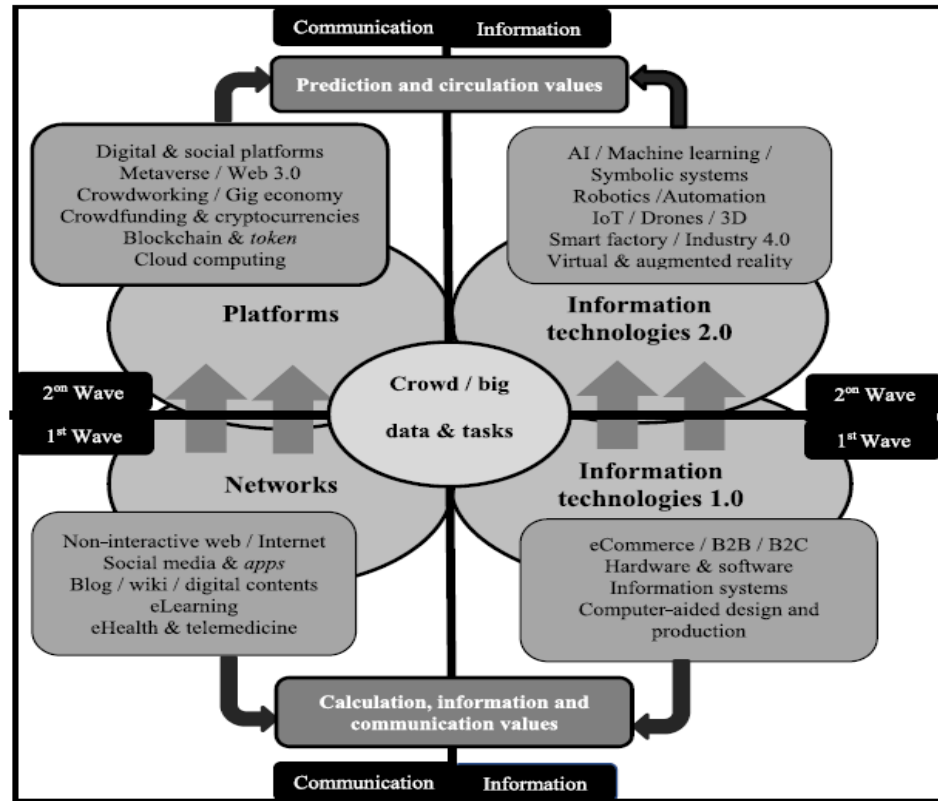 Communication
Information
Prediction and circulation values
Digital & social platforms
Metaverse / Web 3.0
Crowdworking / Gig economy
Crowdfunding & cryptocurrencies
Blockchain & token
Cloud computing
AI / Machine learning /
Symbolic systems
Robotics /Automation
IoT / Drones / 3D
Smart factory / Industry 4.0
Virtual & augmented reality
Platforms
Information
technologies 2.0
Crowd / big
data & tasks
2on Wave
1st Wave
2on Wave
1st Wave
Networks
Information
technologies 1.0
Non-interactive web / Internet
Social media & apps
Blog / wiki / digital contents
eLearning
eHealth & telemedicine
eCommerce / B2B / B2C
Hardware & software
Information systems
Computer-aided design and
production
Calculation, information and
communication values
Communication
Information